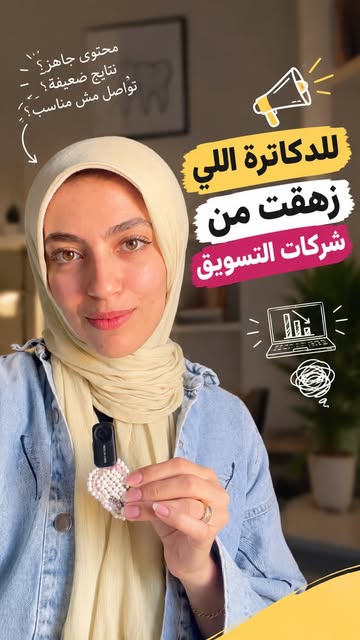 محتوى جاهز؟
نتايج ضعيفة؟
تواصل مش مناسب؟
للدكاترة اللي
زهقت من
شركات التسويق